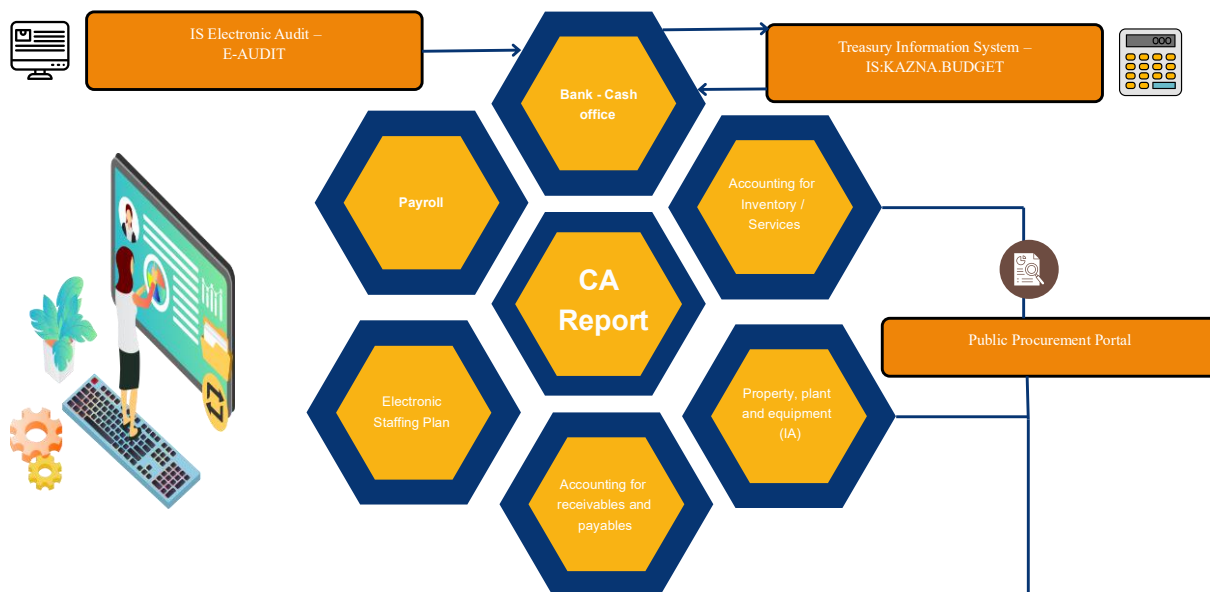 IS Electronic Audit –
E-AUDIT
Treasury Information System –
IS:KAZNA.BUDGET
000
Bank - Cash
office
Payroll
Accounting for
Inventory /
Services
CA
Report
Public Procurement Portal
Electronic
Staffing Plan
Property, plant
and equipment
(IA)
Accounting for
receivables and
payables